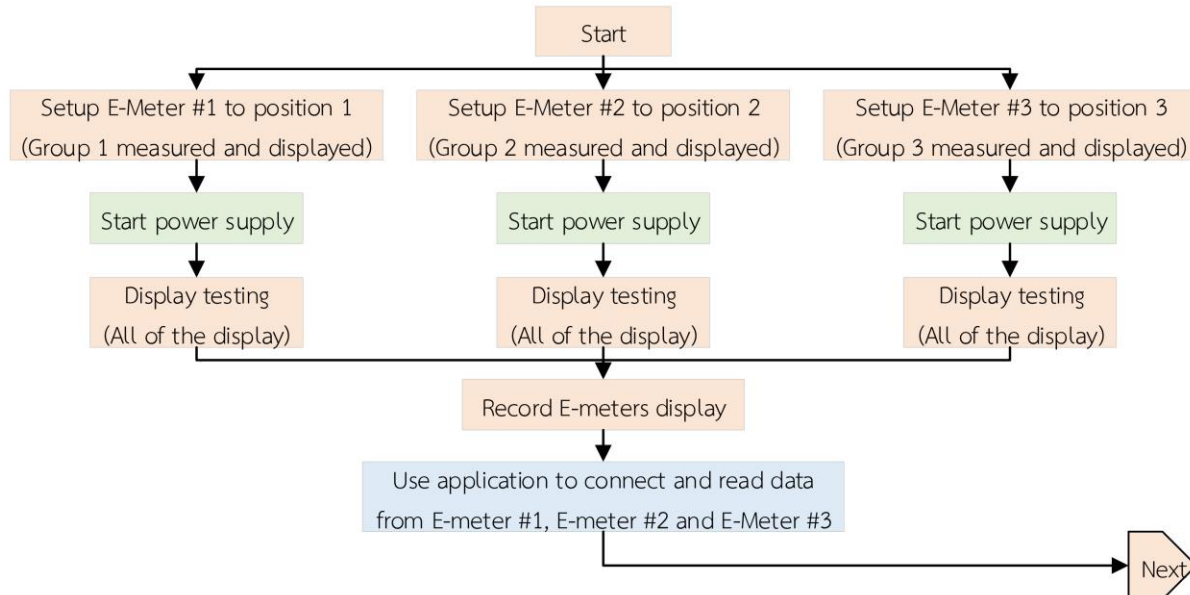 Start
Setup E-Meter #1 to position 1
(Group 1 measured and displayed)
Setup E-Meter #2 to position 2
(Group 2 measured and displayed)
Setup E-Meter #3 to position 3
(Group 3 measured and displayed)
Start power supply
Start power supply
Start power supply
Display testing
(All of the display)
Display testing
(All of the display)
Display testing
(All of the display)
Record E-meters display
Use application to connect and read data
from E-meter #1, E-meter #2 and E-Meter #3
Next